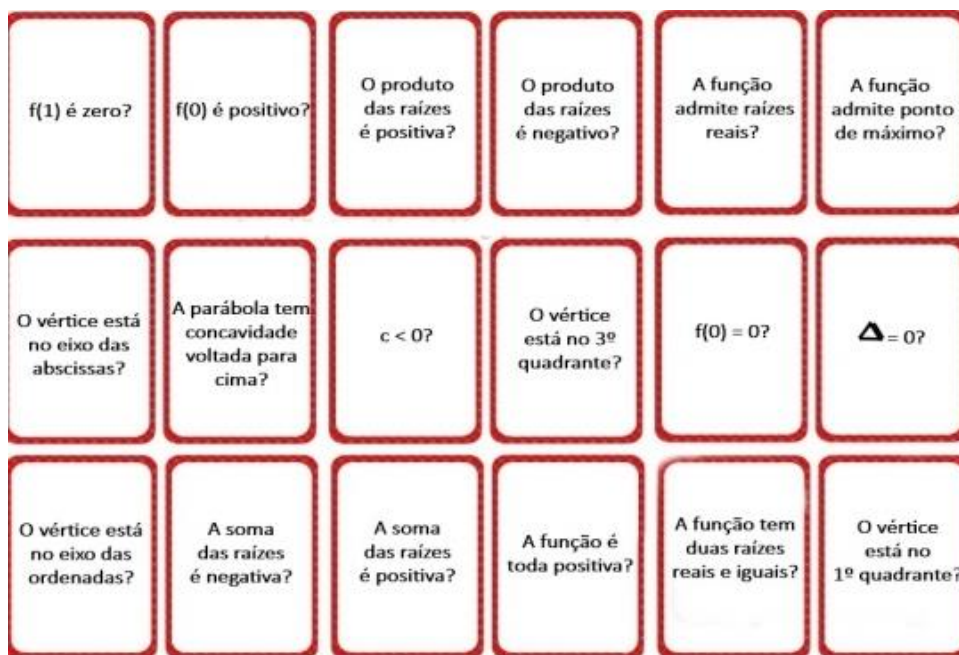 f(1) é zero?
f(0) é positivo?
O produto
das raízes
é positiva?
O produto
das raízes
é negativo?
A função
admite raízes
reais?
A função
admite ponto
de máximo?
O vértice está
no eixo das
abscissas?
A parábola tem
concavidade
voltada para
cima?
c < 0?
O vértice
está no 3º
quadrante?
f(0) = 0?
Δ = 0?
O vértice está
no eixo das
ordenadas?
A soma
das raízes
é negativa?
A soma
das raízes
é positiva?
A função é
toda positiva?
A função tem
duas raízes
reais e iguais?
O vértice
está no
1º quadrante?